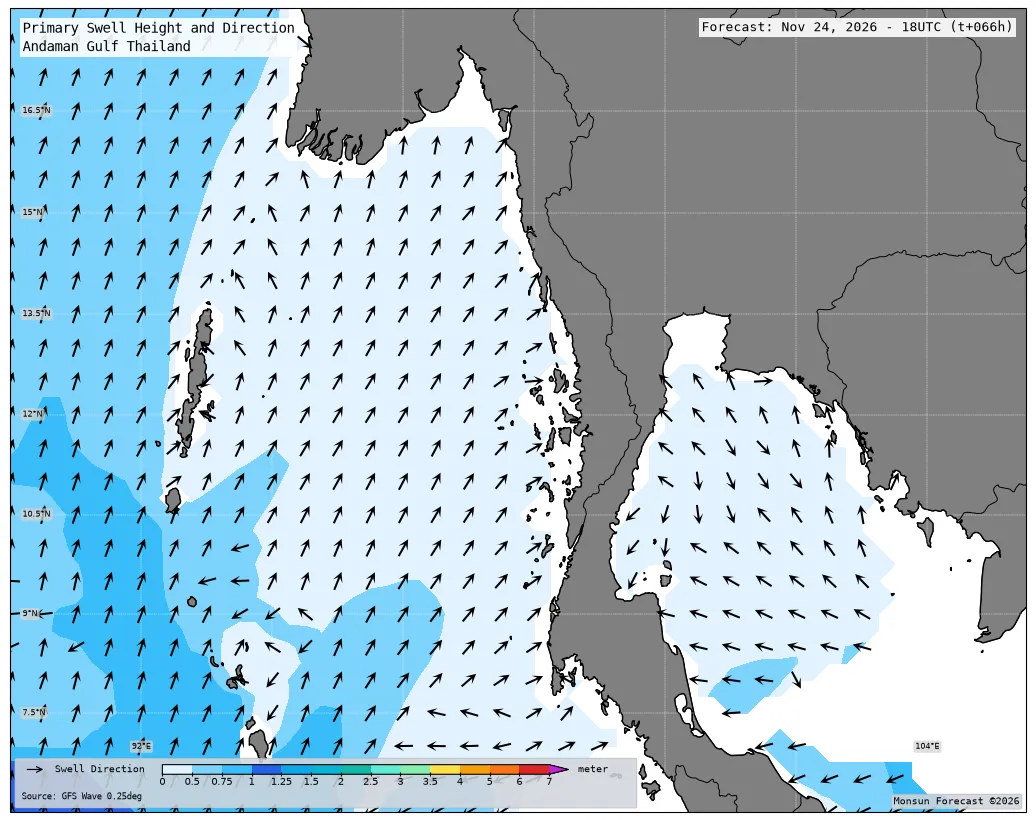 Primary Swell Height and Direction
Andaman Gulf Thailand
Forecast: Nov 24, 2026 - 18UTC (t+066h)
16.5°N
15°N
13.5°N
12°N
10.5°N
9°N
7.5°N
92°E
104°E
Swell Direction
meter
0 0.5 0.75 1 1.25 1.5 2 2.5 3 3.5 4 5 6 7
Source: GFS Wave 0.25deg
Monsun Forecast ©2026